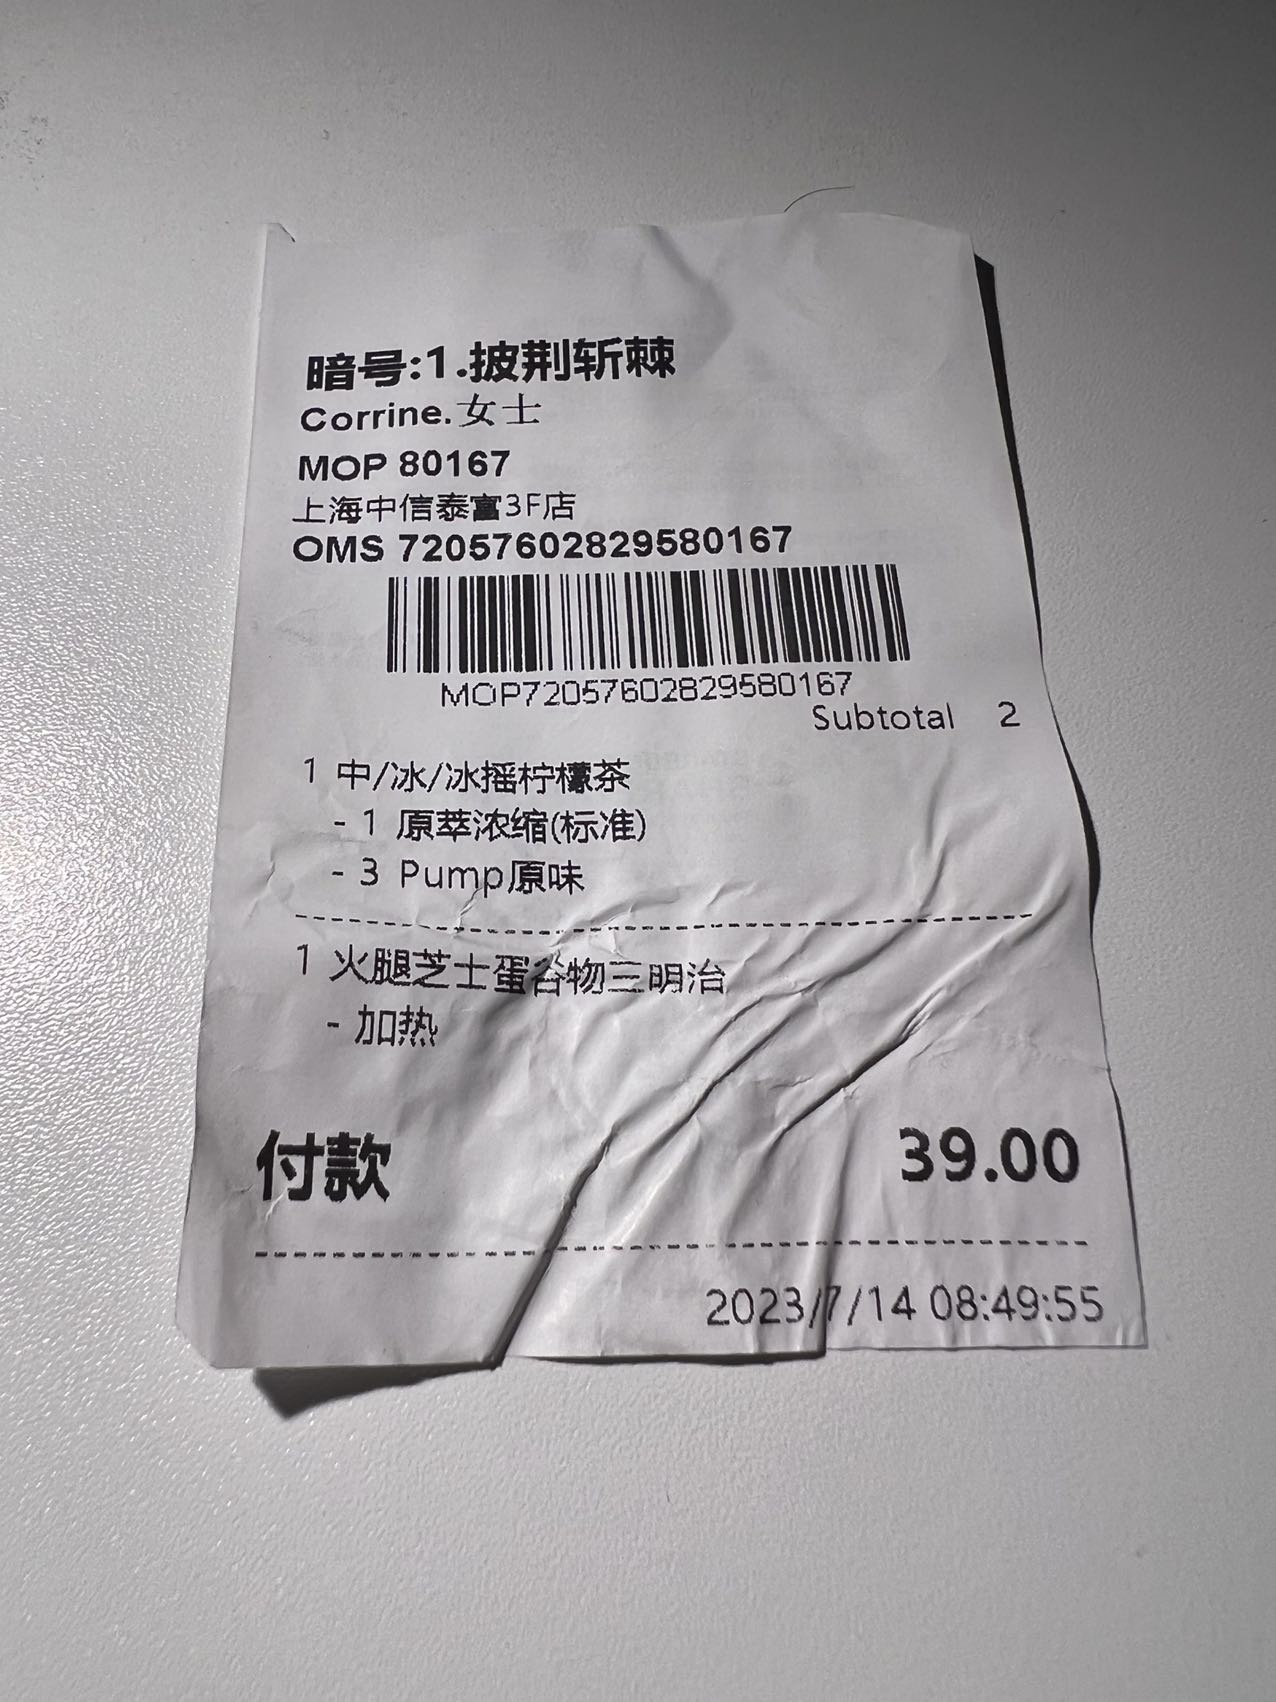 暗号:1.披荆斩棘
Corrine.女士
MOP 80167
上海中信泰富3F店
OMS 72057602829580167
MOP72057602829580167
Subtotal 2
1 中/冰/冰摇柠檬茶
- 1 原萃浓缩(标准)
- 3 Pump原味
1 火腿芝士蛋谷物三明治
- 加热
付款 39.00
2023/7/14 08:49:55